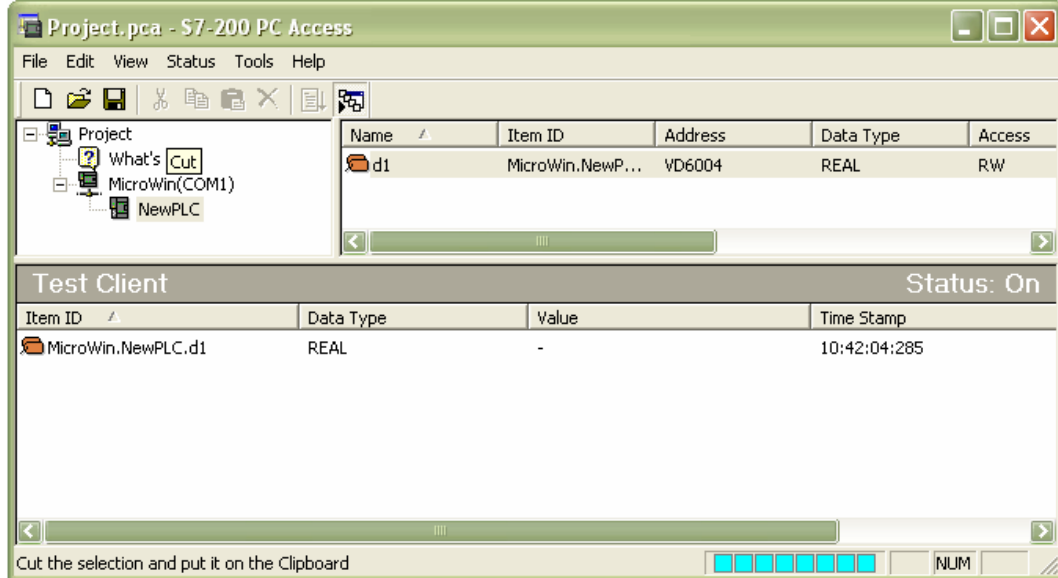 Project.pca - S7-200 PC Access
File Edit View Status Tools Help
Project
What's Cut
MicroWin(COM1)
NewPLC
Name Item ID Address Data Type Access
d1 MicroWin.NewP... VD6004 REAL RW
Test Client Status: On
Item ID Data Type Value Time Stamp
MicroWin.NewPLC.d1 REAL - 10:42:04:285
Cut the selection and put it on the Clipboard NUM